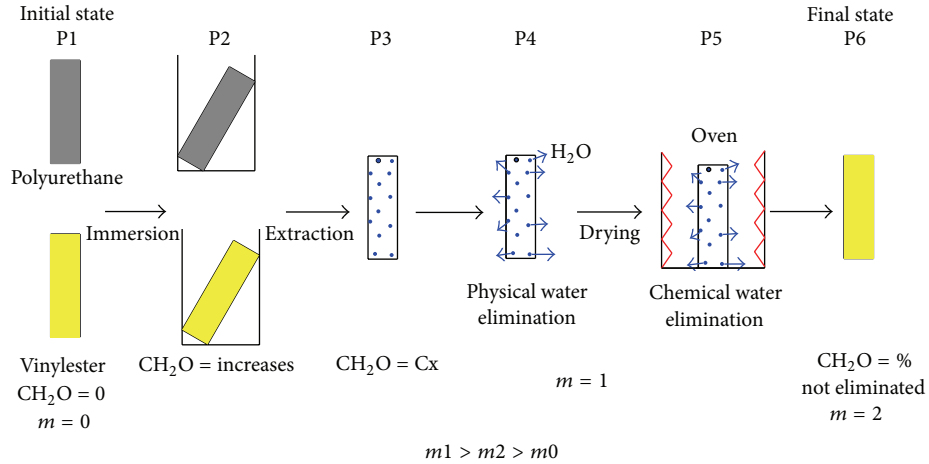 Initial state
P1
P2
P3
P4
P5
Final state
P6
Polyurethane
Immersion
Extraction
H₂O
Drying
Oven
Physical water
elimination
Chemical water
elimination
Vinylester
CH₂O = 0
m = 0
CH₂O = increases
CH₂O = Cx
m = 1
CH₂O = %
not eliminated
m = 2
m1 > m2 > m0